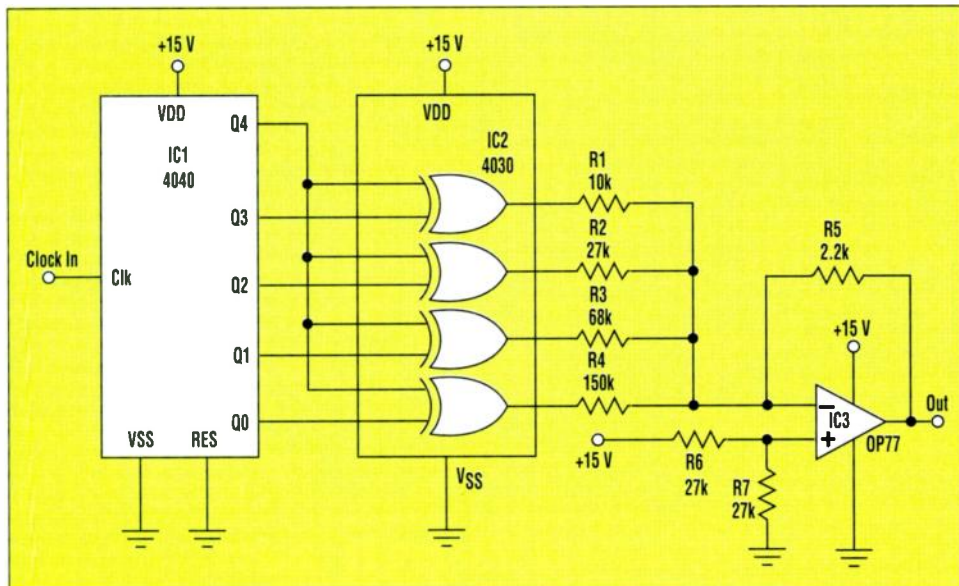 +15 V
+15 V
VDD
Q4
IC1
4040
VDD
IC2
4030
R1
10k
Q3
R2
27k
R5
2.2k
Clock In
Clk
Q2
R3
68k
+15 V
Q1
R4
150k
Out
Q0
−
IC3
+
OP77
VSS
RES
VSS
+15 V
R6
27k
R7
27k